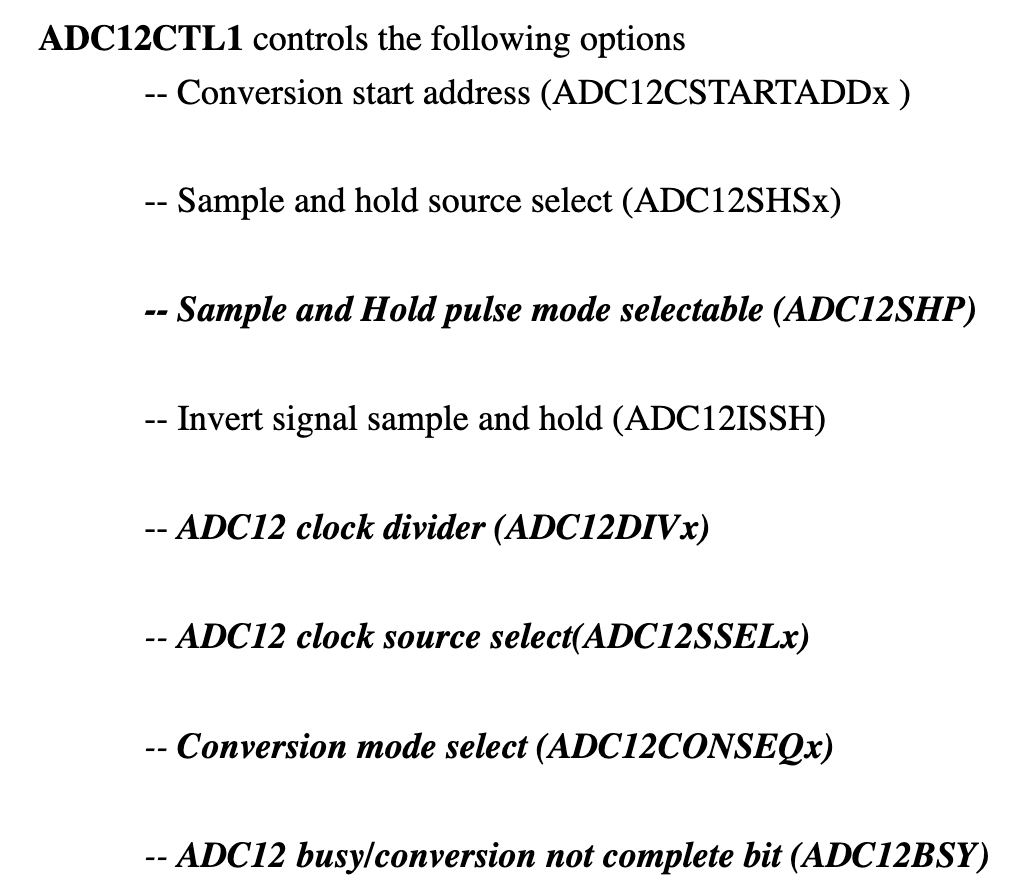 ADC12CTL1 controls the following options
-- Conversion start address (ADC12CSTARTADDx )
-- Sample and hold source select (ADC12SHSx)
-- Sample and Hold pulse mode selectable (ADC12SHP)
-- Invert signal sample and hold (ADC12ISSH)
-- ADC12 clock divider (ADC12DIVx)
-- ADC12 clock source select(ADC12SSELx)
-- Conversion mode select (ADC12CONSEQx)
-- ADC12 busy/conversion not complete bit (ADC12BSY)